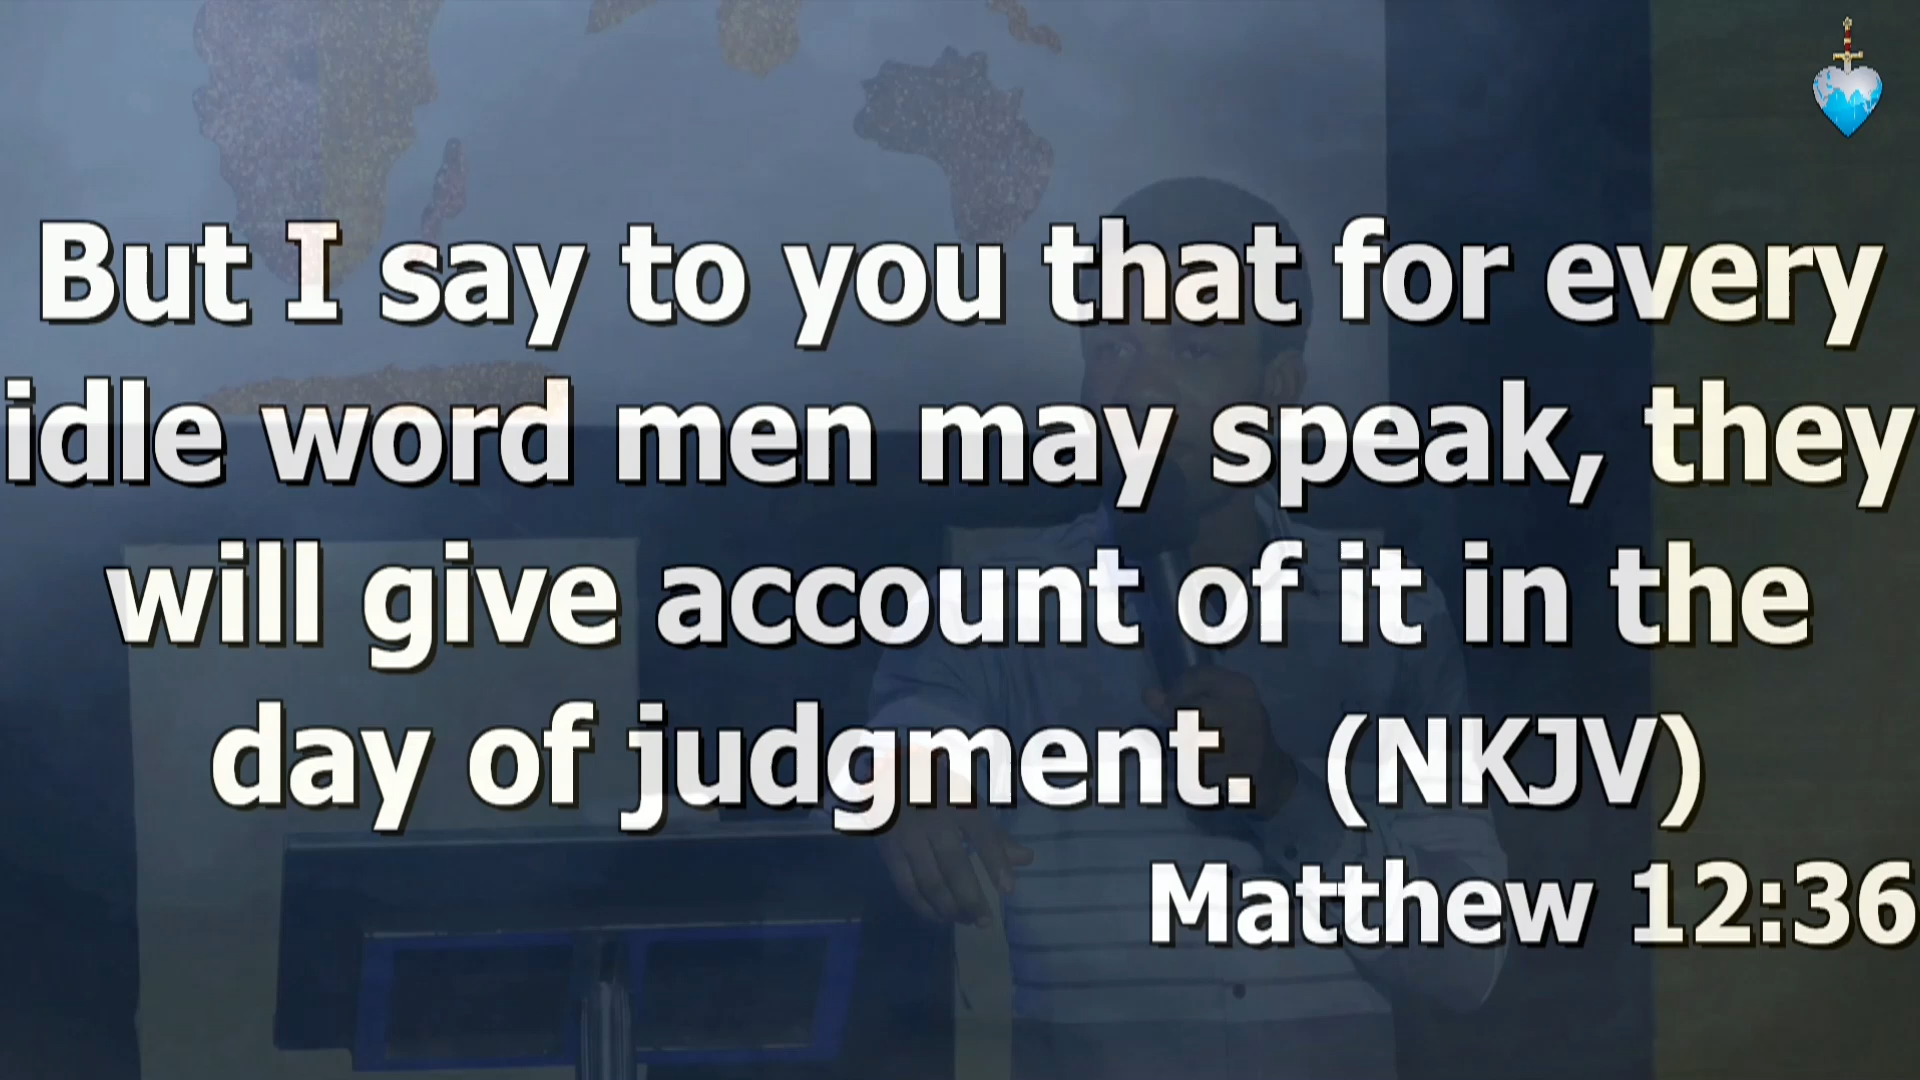 But I say to you that for every
idle word men may speak, they
will give account of it in the
day of judgment.  (NKJV)
Matthew 12:36